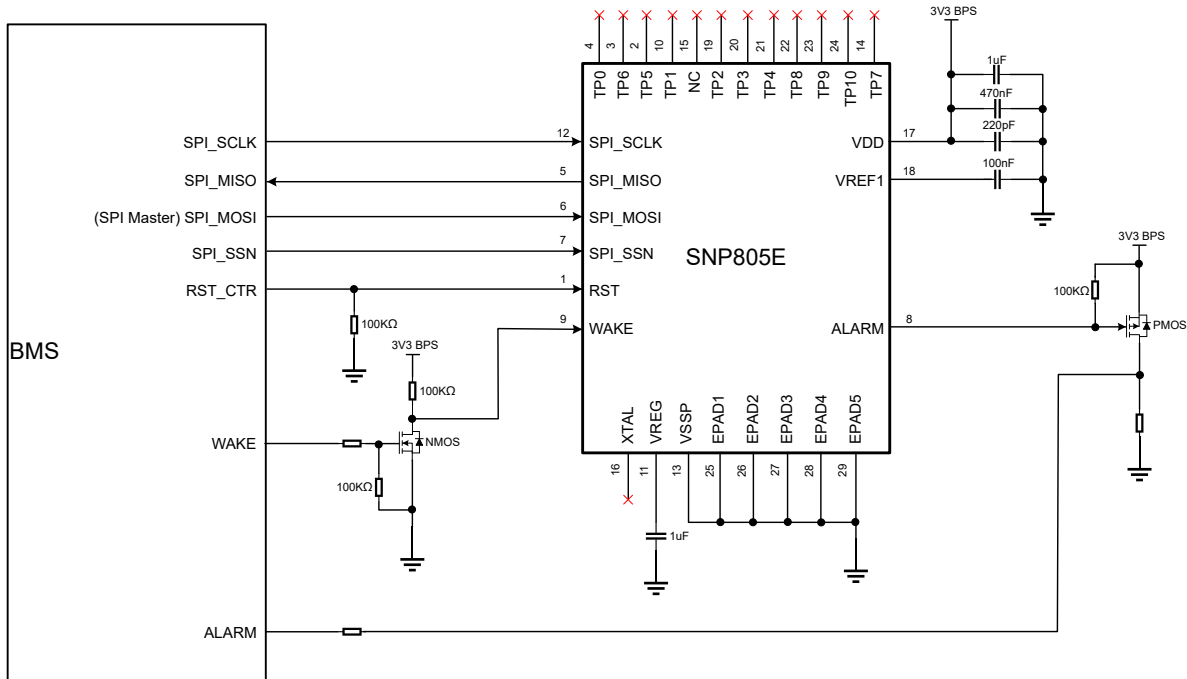 3V3 BPS
4 3 2 10 15 19 20 21 22 23 24 14
TP0 TP6 TP5 TP1 NC TP2 TP3 TP4 TP8 TP9 TP10 TP7
1uF
470nF
220pF
100nF
SPI_SCLK 12 SPI_SCLK VDD 17
SPI_MISO 5 SPI_MISO VREF1 18
(SPI Master) SPI_MOSI 6 SPI_MOSI
SPI_SSN 7 SPI_SSN
SNP805E
3V3 BPS
RST_CTR 1 RST 100KΩ
100KΩ 9 WAKE ALARM 8 PMOS
3V3 BPS
BMS
100KΩ
XTAL VREG VSSP EPAD1 EPAD2 EPAD3 EPAD4 EPAD5
WAKE NMOS
16 11 13 25 26 27 28 29
100KΩ
1uF
ALARM